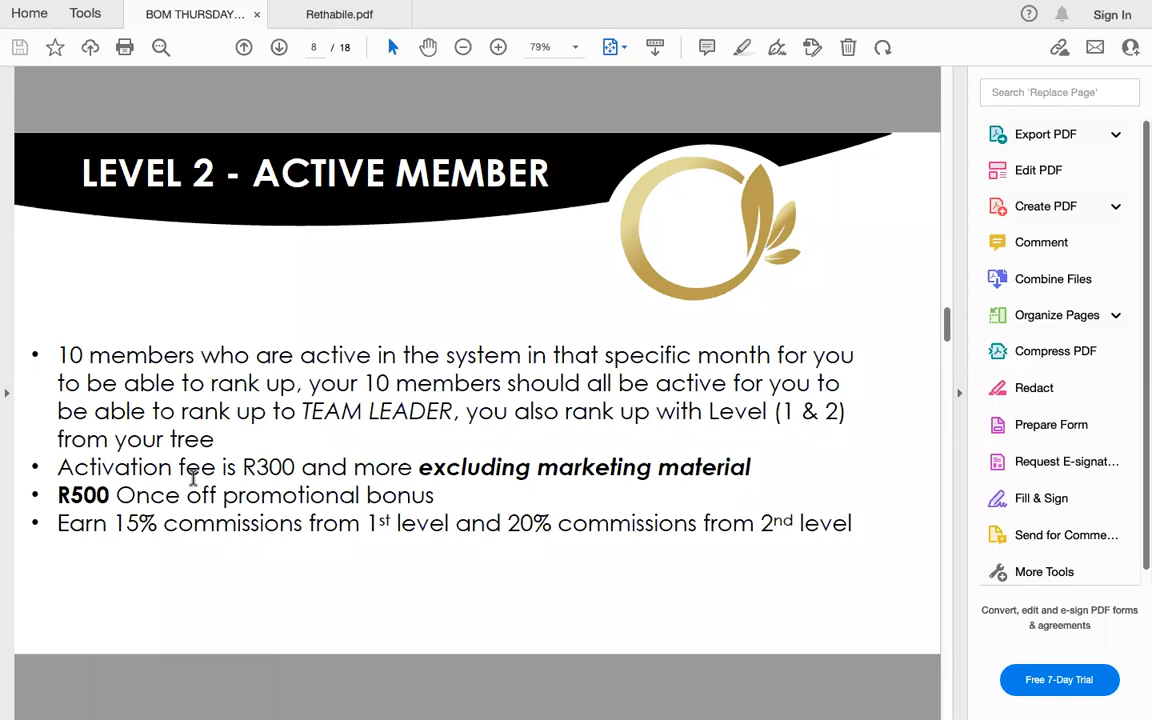 Home Tools BOM THURSDAY... × Rethabile.pdf Sign In
8 / 18 79%
Search 'Replace Page'
LEVEL 2 - ACTIVE MEMBER
• 10 members who are active in the system in that specific month for you
to be able to rank up, your 10 members should all be active for you to
be able to rank up to TEAM LEADER, you also rank up with Level (1 & 2)
from your tree
• Activation fee is R300 and more excluding marketing material
• R500 Once off promotional bonus
• Earn 15% commissions from 1st level and 20% commissions from 2nd level
Export PDF
Edit PDF
Create PDF
Comment
Combine Files
Organize Pages
Compress PDF
Redact
Prepare Form
Request E-signat...
Fill & Sign
Send for Comme...
More Tools
Convert, edit and e-sign PDF forms
& agreements
Free 7-Day Trial